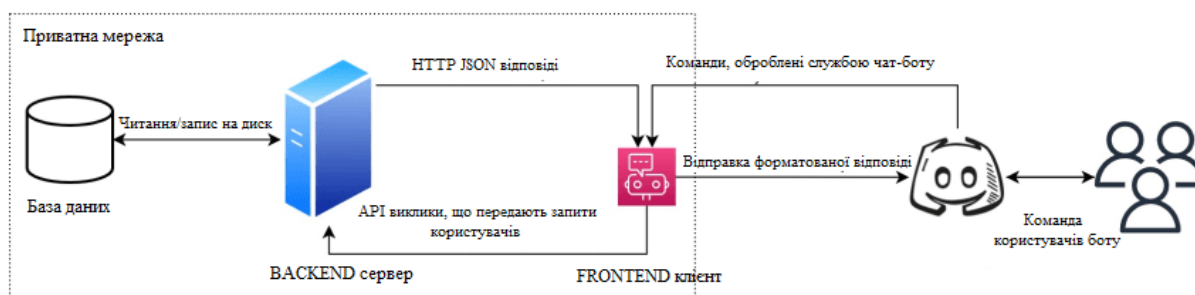 Приватна мережа
HTTP JSON відповіді
Команди, оброблені службою чат-боту
Читання/запис на диск
Відправка форматованої відповіді
База даних
API виклики, що передають запити
користувачів
Команда
користувачів боту
BACKEND сервер
FRONTEND клієнт